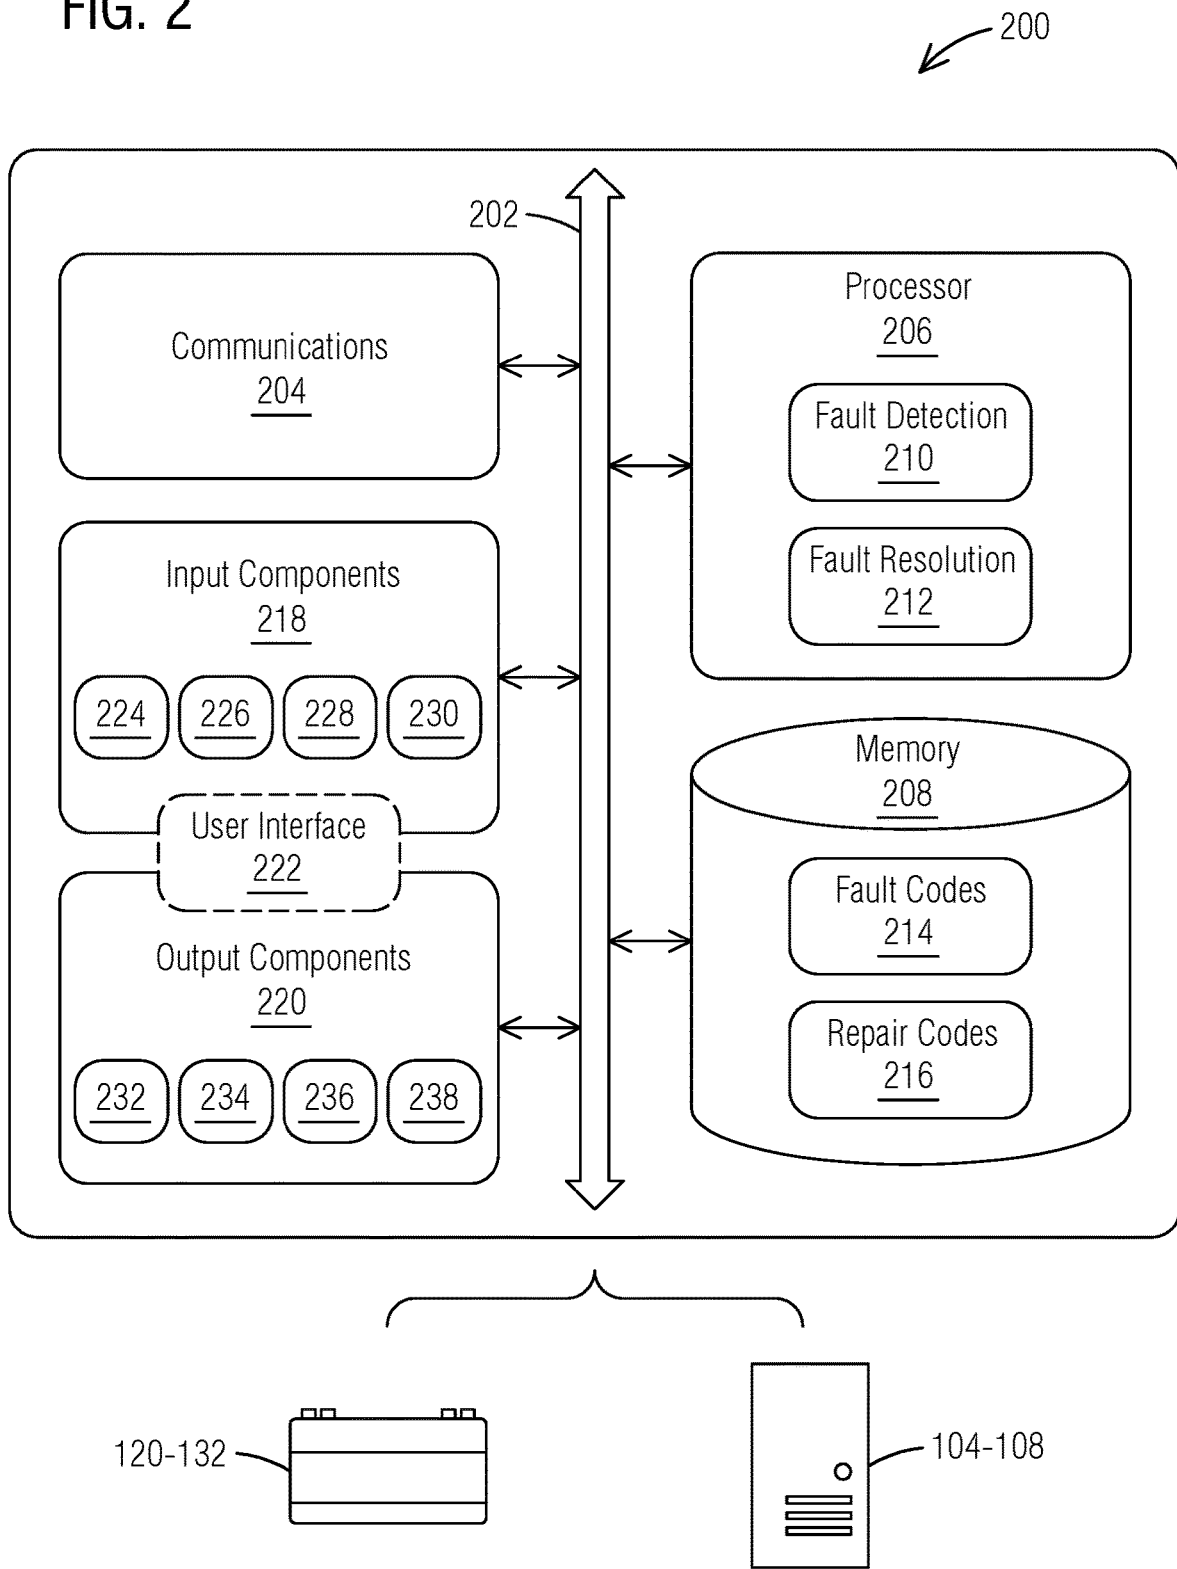 FIG. 2
200
202
Communications
204
Processor
206
Fault Detection
210
Fault Resolution
212
Input Components
218
224 226 228 230
User Interface
222
Output Components
220
232 234 236 238
Memory
208
Fault Codes
214
Repair Codes
216
120-132
104-108